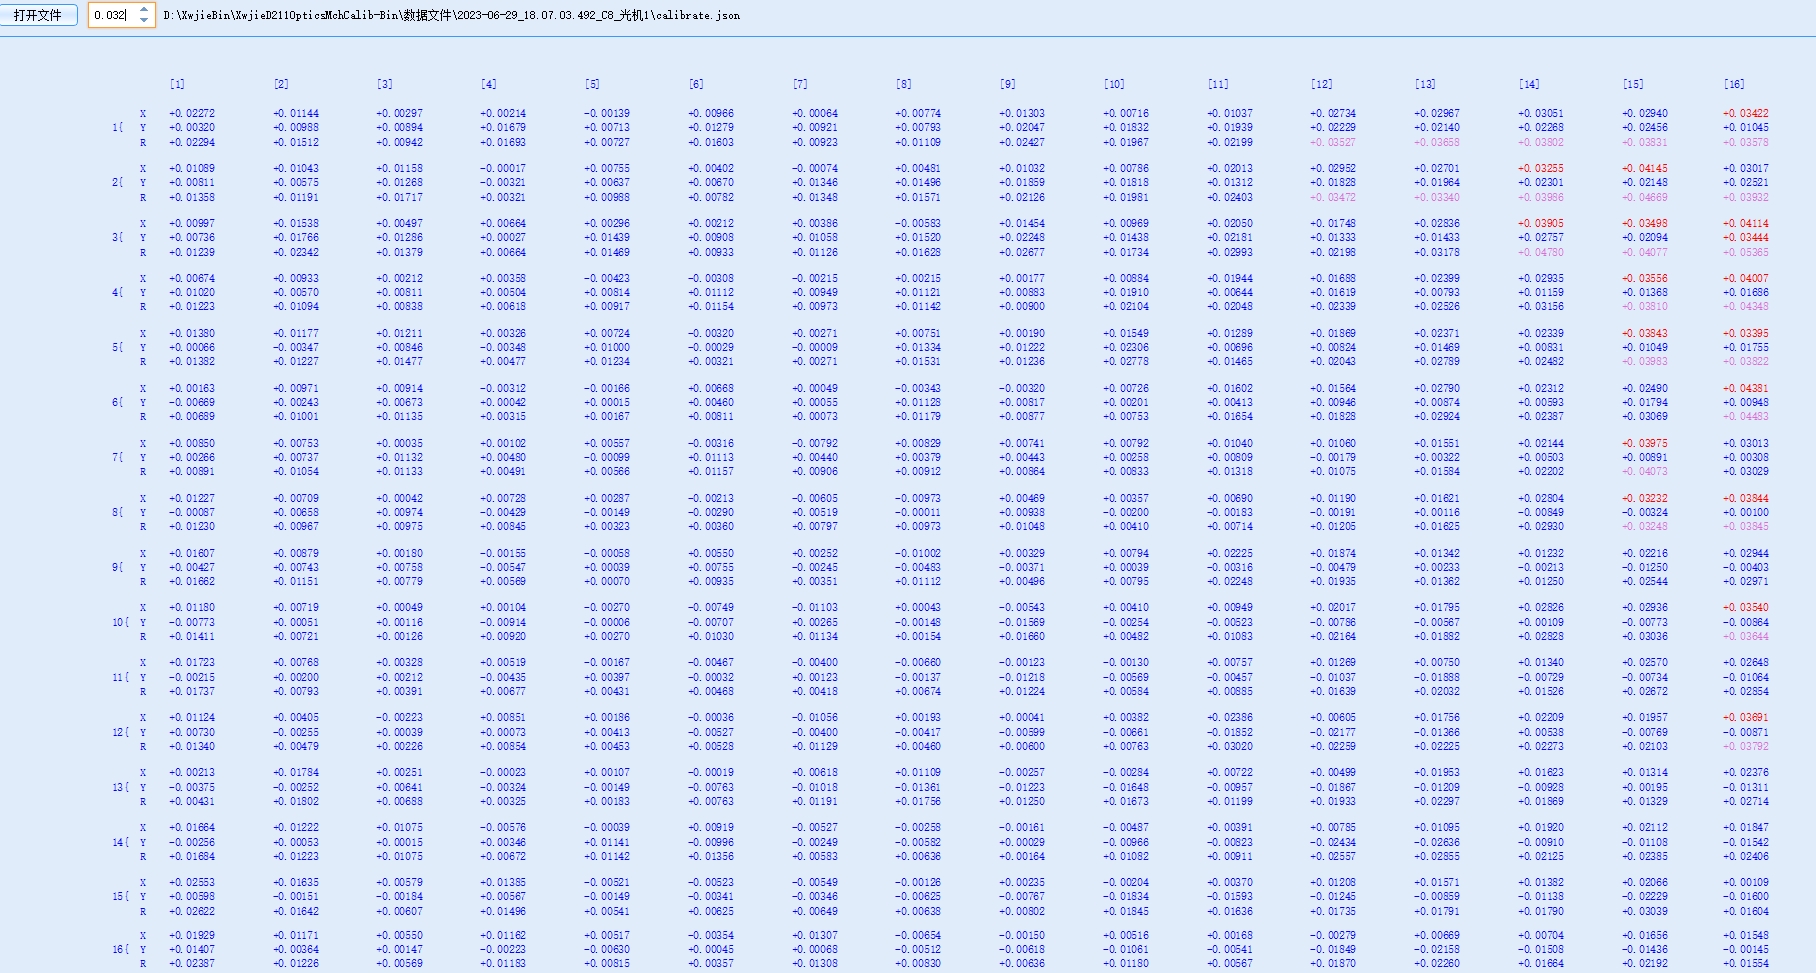 打开文件 0.032 D:\XwjieBin\XwjieD211OpticsMchCalib-Bin\数据文件\2023-06-29_18.07.03.492_C8_光机1\calibrate.json
[1] [2] [3] [4] [5] [6] [7] [8] [9] [10] [11] [12] [13] [14] [15] [16]
X +0.02272 +0.01144 +0.00297 +0.00214 -0.00139 +0.00966 +0.00064 +0.00774 +0.01303 +0.00716 +0.01037 +0.02734 +0.02967 +0.03051 +0.02940 +0.03422
1{ Y +0.00320 +0.00988 +0.00894 +0.01679 +0.00713 +0.01279 +0.00921 +0.00793 +0.02047 +0.01832 +0.01939 +0.02229 +0.02140 +0.02268 +0.02456 +0.01045
R +0.02294 +0.01512 +0.00942 +0.01693 +0.00727 +0.01603 +0.00923 +0.01109 +0.02427 +0.01967 +0.02199 +0.03527 +0.03658 +0.03802 +0.03831 +0.03578
X +0.01089 +0.01043 +0.01158 -0.00017 +0.00755 +0.00402 -0.00074 +0.00481 +0.01032 +0.00786 +0.02013 +0.02952 +0.02701 +0.03255 +0.04145 +0.03017
2{ Y +0.00811 +0.00575 +0.01268 -0.00321 +0.00637 +0.00670 +0.01346 +0.01496 +0.01859 +0.01818 +0.01312 +0.01828 +0.01964 +0.02301 +0.02148 +0.02521
R +0.01358 +0.01191 +0.01717 +0.00321 +0.00988 +0.00782 +0.01348 +0.01571 +0.02126 +0.01981 +0.02403 +0.03472 +0.03340 +0.03986 +0.04669 +0.03932
X +0.00997 +0.01538 +0.00497 +0.00664 +0.00296 +0.00212 +0.00386 -0.00583 +0.01454 +0.00969 +0.02050 +0.01748 +0.02836 +0.03905 +0.03498 +0.04114
3{ Y +0.00736 +0.01766 +0.01286 +0.00027 +0.01439 +0.00908 +0.01058 +0.01520 +0.02248 +0.01438 +0.02181 +0.01333 +0.01433 +0.02757 +0.02094 +0.03444
R +0.01239 +0.02342 +0.01379 +0.00664 +0.01469 +0.00933 +0.01126 +0.01628 +0.02677 +0.01734 +0.02993 +0.02198 +0.03178 +0.04780 +0.04077 +0.05365
X +0.00674 +0.00933 +0.00212 +0.00358 -0.00423 -0.00308 -0.00215 +0.00215 +0.00177 +0.00884 +0.01944 +0.01688 +0.02399 +0.02935 +0.03556 +0.04007
4{ Y +0.01020 +0.00570 +0.00811 +0.00504 +0.00814 +0.01112 +0.00949 +0.01121 +0.00883 +0.01910 +0.00644 +0.01619 +0.00793 +0.01159 +0.01368 +0.01686
R +0.01223 +0.01094 +0.00838 +0.00618 +0.00917 +0.01154 +0.00973 +0.01142 +0.00900 +0.02104 +0.02048 +0.02339 +0.02526 +0.03156 +0.03810 +0.04348
X +0.01380 +0.01177 +0.01211 +0.00326 +0.00724 -0.00320 +0.00271 +0.00751 +0.00190 +0.01549 +0.01289 +0.01869 +0.02371 +0.02339 +0.03843 +0.03395
5{ Y +0.00066 -0.00347 +0.00846 -0.00348 +0.01000 -0.00029 -0.00009 +0.01334 +0.01222 +0.02306 +0.00696 +0.00824 +0.01469 +0.00831 +0.01049 +0.01755
R +0.01382 +0.01227 +0.01477 +0.00477 +0.01234 +0.00321 +0.00271 +0.01531 +0.01236 +0.02778 +0.01465 +0.02043 +0.02789 +0.02482 +0.03983 +0.03822
X +0.00163 +0.00971 +0.00914 -0.00312 -0.00166 +0.00668 +0.00049 -0.00343 -0.00320 +0.00726 +0.01602 +0.01564 +0.02790 +0.02312 +0.02490 +0.04381
6{ Y -0.00669 +0.00243 +0.00673 +0.00042 +0.00015 +0.00460 +0.00055 +0.01128 +0.00817 +0.00201 +0.00413 +0.00946 +0.00874 +0.00593 +0.01794 +0.00948
R +0.00689 +0.01001 +0.01135 +0.00315 +0.00167 +0.00811 +0.00073 +0.01179 +0.00877 +0.00753 +0.01654 +0.01828 +0.02924 +0.02387 +0.03069 +0.04483
X +0.00850 +0.00753 +0.00035 +0.00102 +0.00557 -0.00316 -0.00792 +0.00829 +0.00741 +0.00792 +0.01040 +0.01060 +0.01551 +0.02144 +0.03975 +0.03013
7{ Y +0.00266 +0.00737 +0.01132 +0.00480 -0.00099 +0.01113 +0.00440 +0.00379 +0.00443 +0.00258 +0.00809 -0.00179 +0.00322 +0.00503 +0.00891 +0.00308
R +0.00891 +0.01054 +0.01133 +0.00491 +0.00566 +0.01157 +0.00906 +0.00912 +0.00864 +0.00833 +0.01318 +0.01075 +0.01584 +0.02202 +0.04073 +0.03029
X +0.01227 +0.00709 +0.00042 +0.00728 +0.00287 -0.00213 -0.00605 -0.00973 +0.00469 +0.00357 +0.00690 +0.01190 +0.01621 +0.02804 +0.03232 +0.03844
8{ Y -0.00087 +0.00658 +0.00974 -0.00429 -0.00149 -0.00290 +0.00519 -0.00011 +0.00938 -0.00200 -0.00183 -0.00191 +0.00116 -0.00849 -0.00324 +0.00100
R +0.01230 +0.00967 +0.00975 +0.00845 +0.00323 +0.00360 +0.00797 +0.00973 +0.01048 +0.00410 +0.00714 +0.01205 +0.01625 +0.02930 +0.03248 +0.03845
X +0.01607 +0.00879 +0.00180 -0.00155 -0.00058 +0.00550 +0.00252 -0.01002 +0.00329 +0.00794 +0.02225 +0.01874 +0.01342 +0.01232 +0.02216 +0.02944
9{ Y +0.00427 +0.00743 +0.00758 -0.00547 +0.00039 +0.00755 -0.00245 -0.00483 -0.00371 +0.00039 -0.00316 -0.00479 +0.00233 -0.00213 -0.01250 -0.00403
R +0.01662 +0.01151 +0.00779 +0.00569 +0.00070 +0.00935 +0.00351 +0.01112 +0.00496 +0.00795 +0.02248 +0.01935 +0.01362 +0.01250 +0.02544 +0.02971
X +0.01180 +0.00719 +0.00049 +0.00104 -0.00270 -0.00749 -0.01103 +0.00043 -0.00543 +0.00410 +0.00949 +0.02017 +0.01795 +0.02826 +0.02936 +0.03540
10{ Y -0.00773 +0.00051 +0.00116 -0.00914 -0.00006 -0.00707 +0.00265 -0.00148 -0.01569 -0.00254 -0.00523 -0.00786 -0.00567 +0.00109 -0.00773 -0.00864
R +0.01411 +0.00721 +0.00126 +0.00920 +0.00270 +0.01030 +0.01134 +0.00154 +0.01660 +0.00482 +0.01083 +0.02164 +0.01882 +0.02828 +0.03036 +0.03644
X +0.01723 +0.00768 +0.00328 +0.00519 -0.00167 -0.00467 -0.00400 -0.00660 -0.00123 -0.00130 +0.00757 +0.01269 +0.00750 +0.01340 +0.02570 +0.02648
11{ Y -0.00215 +0.00200 +0.00212 -0.00435 +0.00397 -0.00032 +0.00123 -0.00137 -0.01218 -0.00569 -0.00457 -0.01037 -0.01888 -0.00729 -0.00734 -0.01064
R +0.01737 +0.00793 +0.00391 +0.00677 +0.00431 +0.00468 +0.00418 +0.00674 +0.01224 +0.00584 +0.00885 +0.01639 +0.02032 +0.01526 +0.02672 +0.02854
X +0.01124 +0.00405 -0.00223 +0.00851 +0.00186 -0.00036 -0.01056 +0.00193 +0.00041 +0.00382 +0.02386 +0.00605 +0.01756 +0.02209 +0.01957 +0.03691
12{ Y +0.00730 -0.00255 +0.00039 +0.00073 +0.00413 -0.00527 -0.00400 -0.00417 -0.00599 -0.00661 -0.01852 -0.02177 -0.01366 +0.00538 -0.00769 -0.00871
R +0.01340 +0.00479 +0.00226 +0.00854 +0.00453 +0.00528 +0.01129 +0.00460 +0.00600 +0.00763 +0.03020 +0.02259 +0.02225 +0.02273 +0.02103 +0.03792
X +0.00213 +0.01784 +0.00251 -0.00023 +0.00107 -0.00019 +0.00618 +0.01109 -0.00257 -0.00284 +0.00722 +0.00499 +0.01953 +0.01623 +0.01314 +0.02376
13{ Y -0.00375 -0.00252 +0.00641 -0.00324 -0.00149 -0.00763 -0.01018 -0.01361 -0.01223 -0.01648 -0.00957 -0.01867 -0.01209 -0.00928 +0.00195 -0.01311
R +0.00431 +0.01802 +0.00688 +0.00325 +0.00183 +0.00763 +0.01191 +0.01756 +0.01250 +0.01673 +0.01199 +0.01933 +0.02297 +0.01869 +0.01329 +0.02714
X +0.01664 +0.01222 +0.01075 -0.00576 -0.00039 +0.00919 -0.00527 -0.00258 -0.00161 -0.00487 +0.00391 +0.00785 +0.01095 +0.01920 +0.02112 +0.01847
14{ Y -0.00256 +0.00053 +0.00015 +0.00346 +0.01141 -0.00996 -0.00249 -0.00582 +0.00029 -0.00966 -0.00823 -0.02434 -0.02636 -0.00910 -0.01108 -0.01542
R +0.01684 +0.01223 +0.01075 +0.00672 +0.01142 +0.01356 +0.00583 +0.00636 +0.00164 +0.01082 +0.00911 +0.02557 +0.02855 +0.02125 +0.02385 +0.02406
X +0.02553 +0.01635 +0.00579 +0.01385 -0.00521 -0.00523 -0.00549 -0.00126 +0.00235 -0.00204 +0.00370 +0.01208 +0.01571 +0.01382 +0.02066 +0.00109
15{ Y +0.00598 -0.00151 -0.00184 +0.00567 -0.00149 -0.00341 -0.00346 -0.00625 -0.00767 -0.01834 -0.01593 -0.01245 -0.00859 -0.01138 -0.02229 -0.01600
R +0.02622 +0.01642 +0.00607 +0.01496 +0.00541 +0.00625 +0.00649 +0.00638 +0.00802 +0.01845 +0.01636 +0.01735 +0.01791 +0.01790 +0.03039 +0.01604
X +0.01929 +0.01171 +0.00550 +0.01162 +0.00517 -0.00354 +0.01307 -0.00654 -0.00150 +0.00516 +0.00168 -0.00279 +0.00669 +0.00704 +0.01656 +0.01548
16{ Y +0.01407 +0.00364 +0.00147 -0.00223 -0.00630 +0.00045 +0.00068 -0.00512 -0.00618 -0.01061 -0.00541 -0.01849 -0.02158 -0.01508 -0.01436 -0.00145
R +0.02387 +0.01226 +0.00569 +0.01183 +0.00815 +0.00357 +0.01308 +0.00830 +0.00636 +0.01180 +0.00567 +0.01870 +0.02260 +0.01664 +0.02192 +0.01554